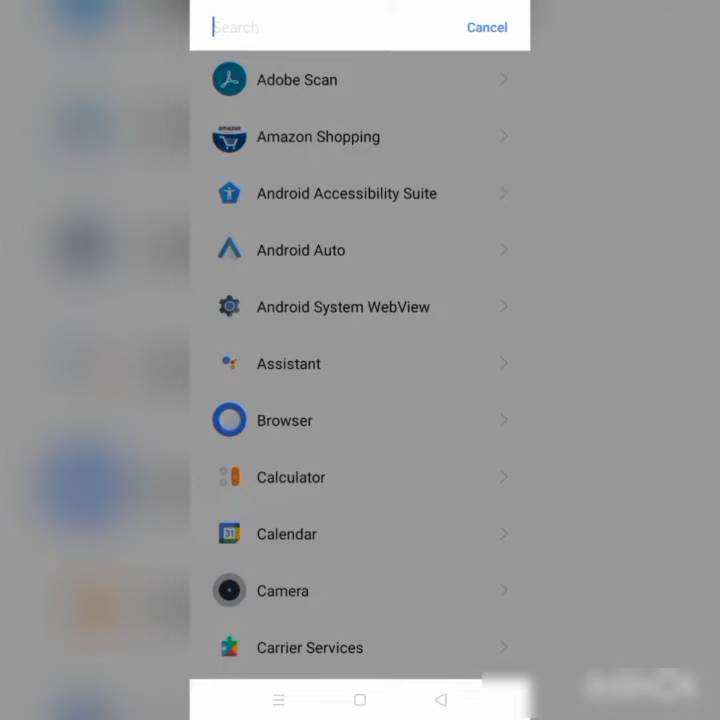 Search
Cancel
Adobe Scan
Amazon Shopping
Android Accessibility Suite
Android Auto
Android System WebView
Assistant
Browser
Calculator
31
Calendar
Camera
Carrier Services